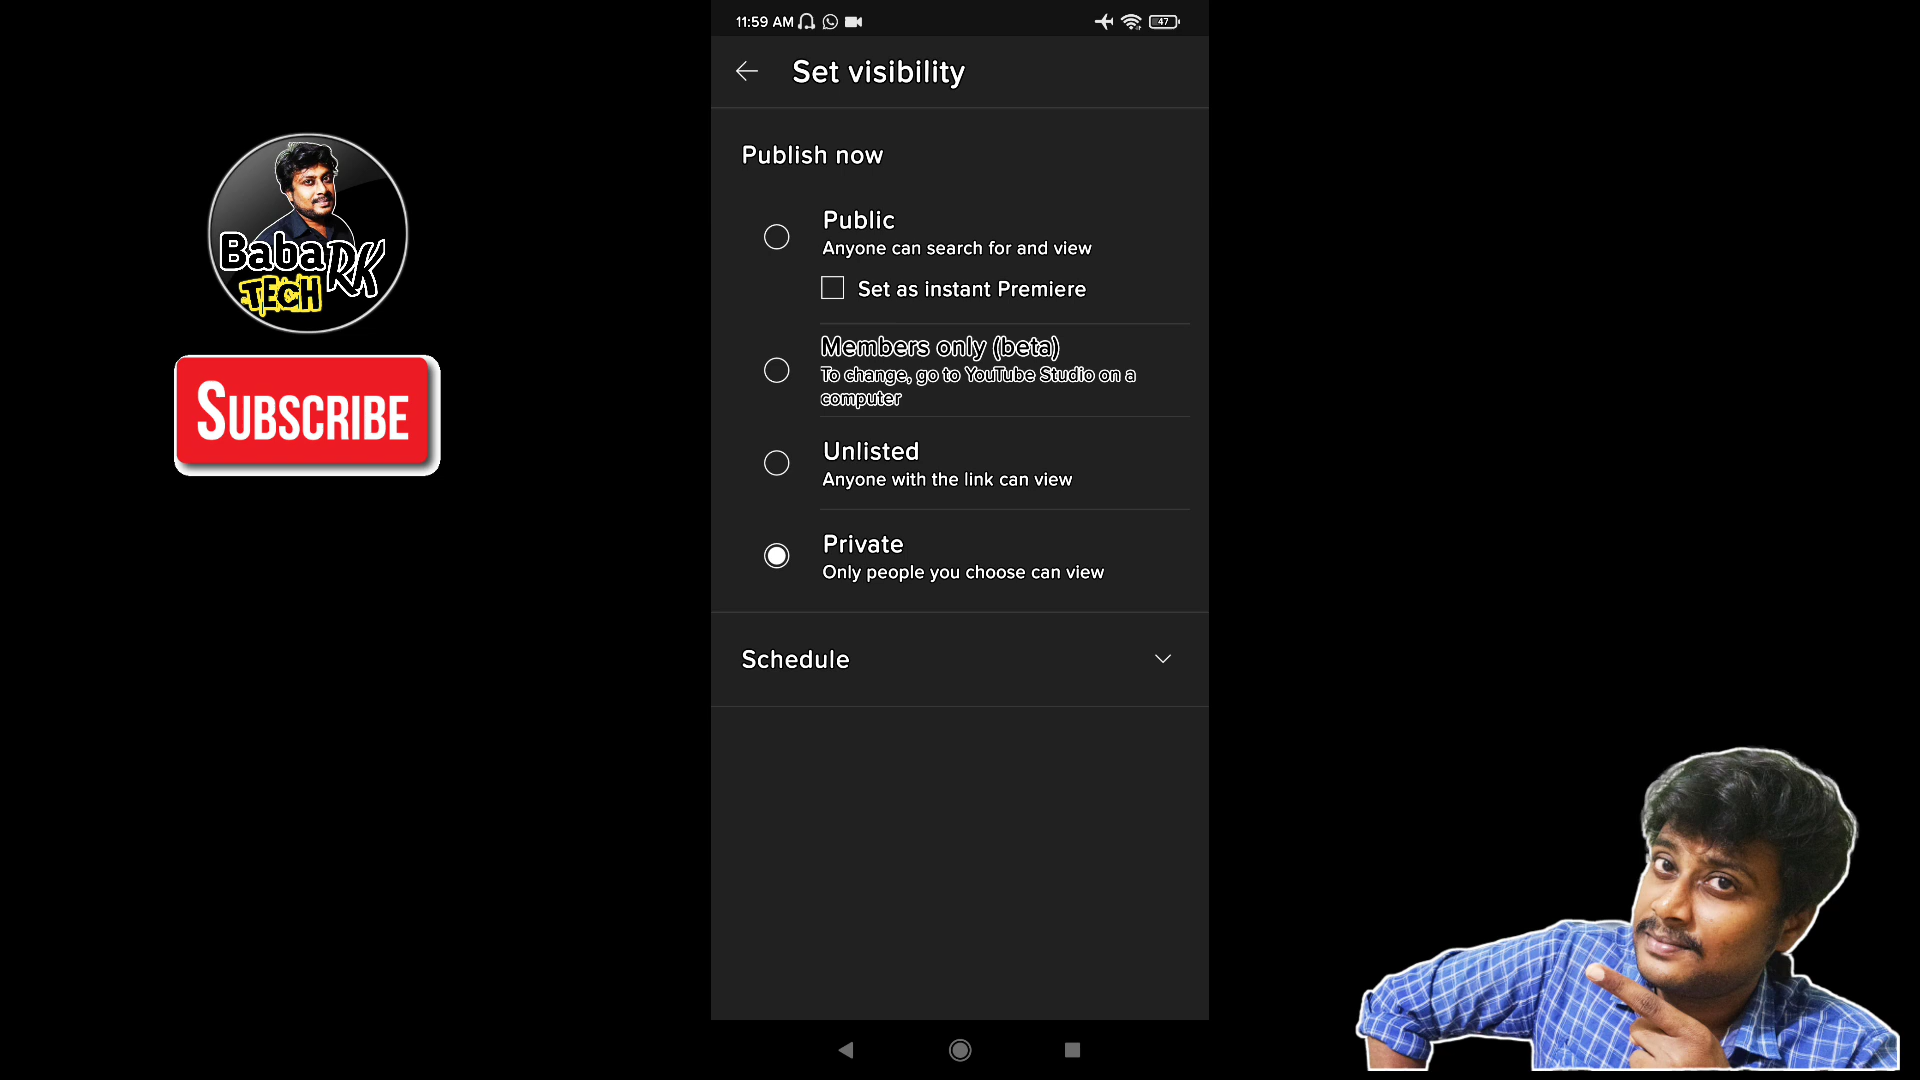 11:59 AM
47
Set visibility
Publish now
Public
Anyone can search for and view
Set as instant Premiere
Members only (beta)
To change, go to YouTube Studio on a
computer
Unlisted
Anyone with the link can view
Private
Only people you choose can view
Schedule
Baba RK
TECH
SUBSCRIBE